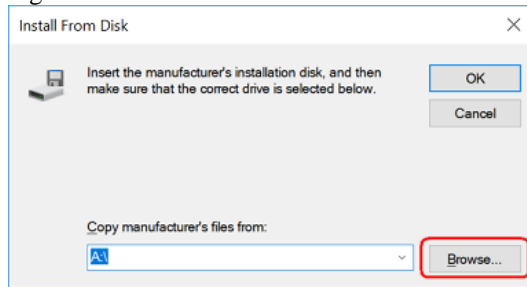 Install From Disk
Insert the manufacturer's installation disk, and then
make sure that the correct drive is selected below.
OK
Cancel
Copy manufacturer's files from:
A:\
Browse...